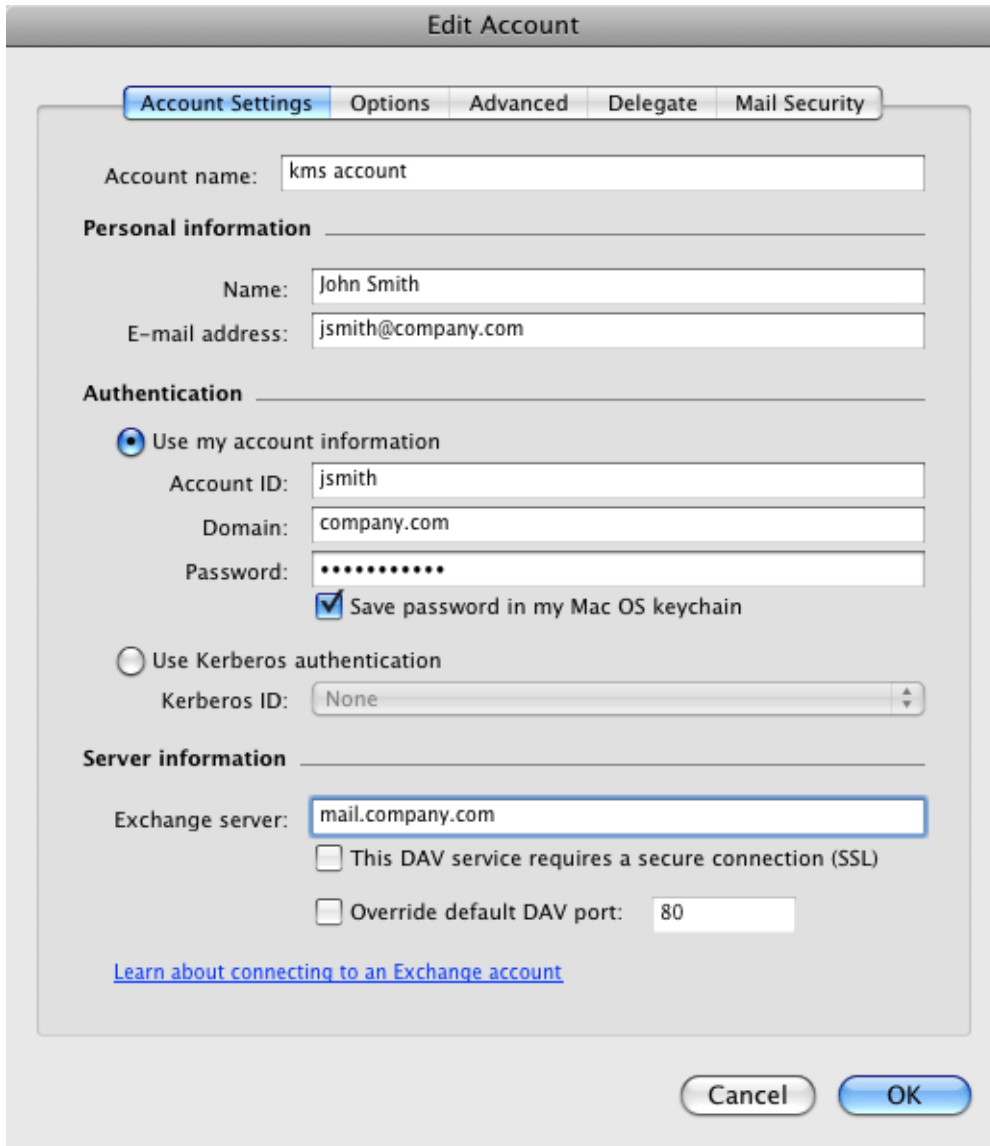 Edit Account
Account Settings Options Advanced Delegate Mail Security
Account name: kms account
Personal information
Name: John Smith
E-mail address: jsmith@company.com
Authentication
Use my account information
Account ID: jsmith
Domain: company.com
Password: •••••••••••
Save password in my Mac OS keychain
Use Kerberos authentication
Kerberos ID: None
Server information
Exchange server: mail.company.com
This DAV service requires a secure connection (SSL)
Override default DAV port: 80
Learn about connecting to an Exchange account
Cancel OK